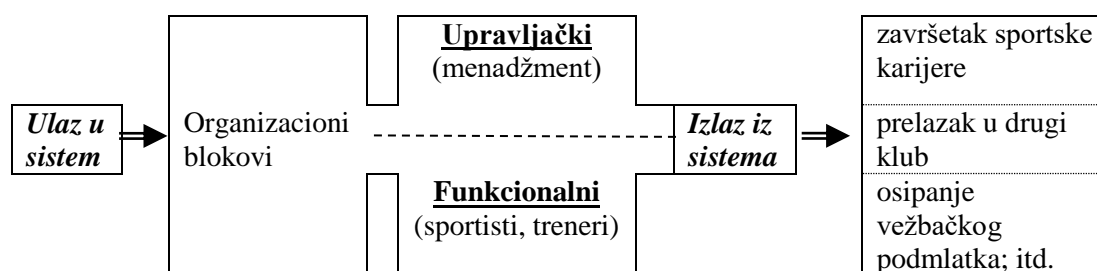 Ulaz u
sistem
Organizacioni
blokovi
Upravljački
(menadžment)
Funkcionalni
(sportisti, treneri)
Izlaz iz
sistema
završetak sportske
karijere
prelazak u drugi
klub
osipanje
vežbačkog
podmlatka; itd.